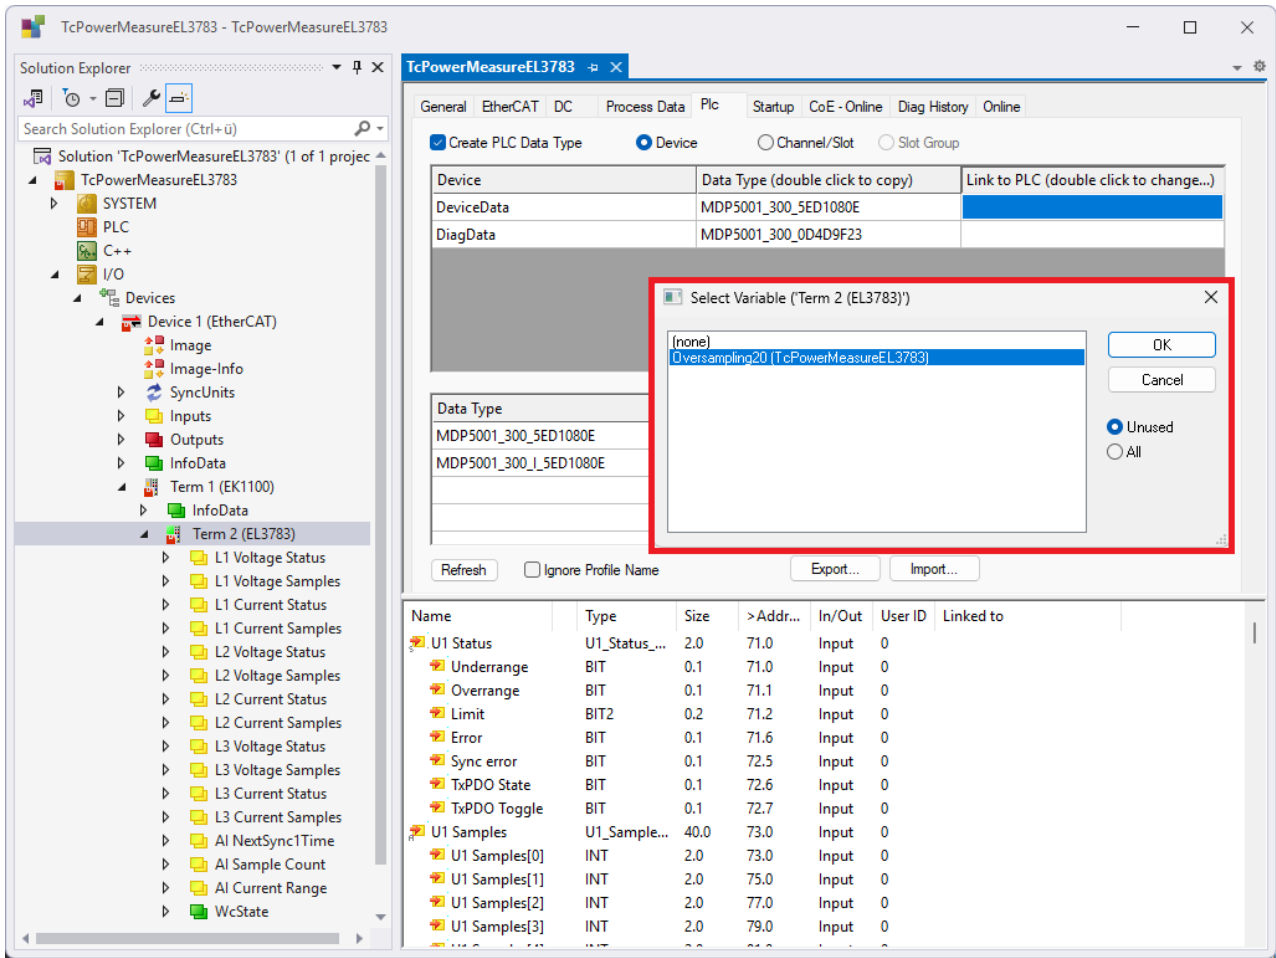 TcPowerMeasureEL3783 - TcPowerMeasureEL3783
Solution Explorer
Search Solution Explorer (Ctrl+ü)
Solution 'TcPowerMeasureEL3783' (1 of 1 projec
TcPowerMeasureEL3783
SYSTEM
PLC
C++
I/O
Devices
Device 1 (EtherCAT)
Image
Image-Info
SyncUnits
Inputs
Outputs
InfoData
Term 1 (EK1100)
InfoData
Term 2 (EL3783)
L1 Voltage Status
L1 Voltage Samples
L1 Current Status
L1 Current Samples
L2 Voltage Status
L2 Voltage Samples
L2 Current Status
L2 Current Samples
L3 Voltage Status
L3 Voltage Samples
L3 Current Status
L3 Current Samples
AI NextSync1Time
AI Sample Count
AI Current Range
WcState
TcPowerMeasureEL3783
General EtherCAT DC Process Data Plc Startup CoE - Online Diag History Online
Create PLC Data Type Device Channel/Slot Slot Group
Device Data Type (double click to copy) Link to PLC (double click to change...)
DeviceData MDP5001_300_5ED1080E
DiagData MDP5001_300_0D4D9F23
Data Type
MDP5001_300_5ED1080E
MDP5001_300_I_5ED1080E
Select Variable ('Term 2 (EL3783)')
(none)
Oversampling20 (TcPowerMeasureEL3783)
OK
Cancel
Unused
All
Refresh Ignore Profile Name Export... Import...
Name Type Size >Addr... In/Out User ID Linked to
U1 Status U1_Status_... 2.0 71.0 Input 0
Underrange BIT 0.1 71.0 Input 0
Overrange BIT 0.1 71.1 Input 0
Limit BIT2 0.2 71.2 Input 0
Error BIT 0.1 71.6 Input 0
Sync error BIT 0.1 72.5 Input 0
TxPDO State BIT 0.1 72.6 Input 0
TxPDO Toggle BIT 0.1 72.7 Input 0
U1 Samples U1_Sample... 40.0 73.0 Input 0
U1 Samples[0] INT 2.0 73.0 Input 0
U1 Samples[1] INT 2.0 75.0 Input 0
U1 Samples[2] INT 2.0 77.0 Input 0
U1 Samples[3] INT 2.0 79.0 Input 0